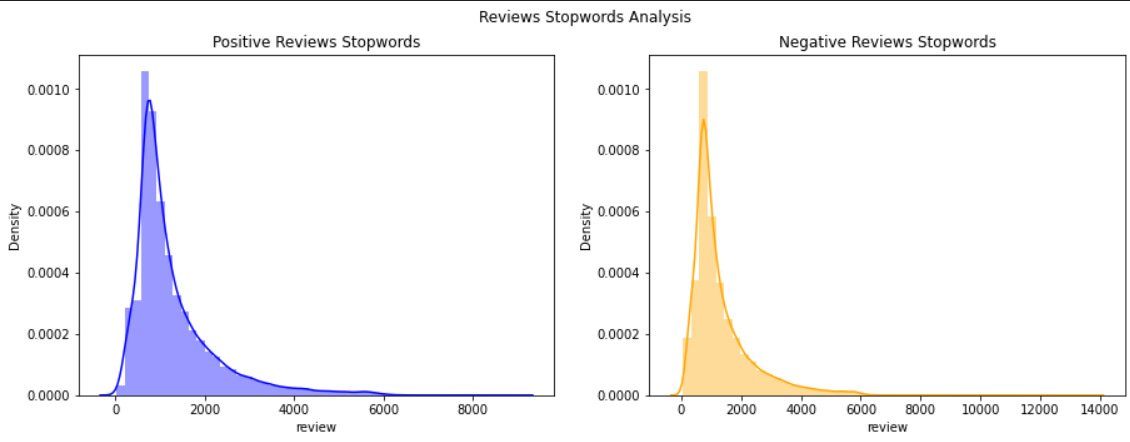 Reviews Stopwords Analysis
Positive Reviews Stopwords
0.0010
0.0008
0.0006
0.0004
0.0002
0.0000
Density
0 2000 4000 6000 8000
review
Negative Reviews Stopwords
0.0010
0.0008
0.0006
0.0004
0.0002
0.0000
Density
0 2000 4000 6000 8000 10000 12000 14000
review